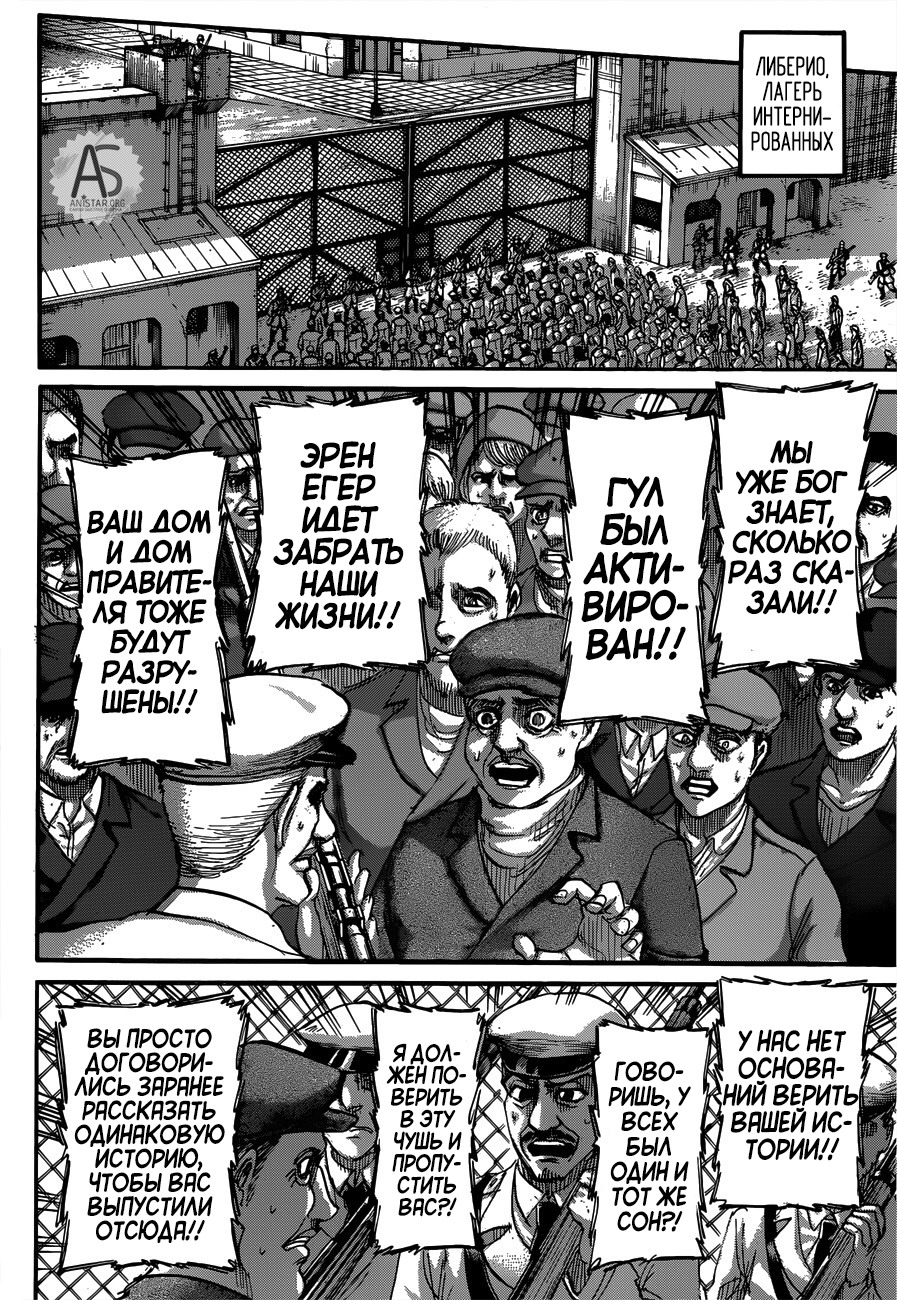 ЛИБЕРИО,
ЛАГЕРЬ
ИНТЕРНИ-
РОВАННЫХ
AS
ANISTAR.ORG
МЫ
УЖЕ БОГ
ЗНАЕТ,
СКОЛЬКО
РАЗ СКА-
ЗАЛИ!!
ГУЛ
БЫЛ
АКТИ-
ВИРО-
ВАН!!
ЭРЕН
ЕГЕР
ИДЕТ
ЗАБРАТЬ
НАШИ
ЖИЗНИ!!
ВАШ ДОМ
И ДОМ
ПРАВИТЕ-
ЛЯ ТОЖЕ
БУДУТ
РАЗРУ-
ШЕНЫ!!
У НАС НЕТ
ОСНОВА-
НИЙ ВЕРИТЬ
ВАШЕЙ ИС-
ТОРИИ!!
ГОВО-
РИШЬ, У
ВСЕХ
БЫЛ
ОДИН И
ТОТ ЖЕ
СОН?!
Я ДОЛ-
ЖЕН ПО-
ВЕРИТЬ
В ЭТУ
ЧУШЬ И
ПРОПУ-
СТИТЬ
ВАС?!
ВЫ ПРОСТО
ДОГОВОРИ-
ЛИСЬ ЗАРАНЕЕ
РАССКАЗАТЬ
ОДИНАКОВУЮ
ИСТОРИЮ,
ЧТОБЫ ВАС
ВЫПУСТИЛИ
ОТСЮДА!!